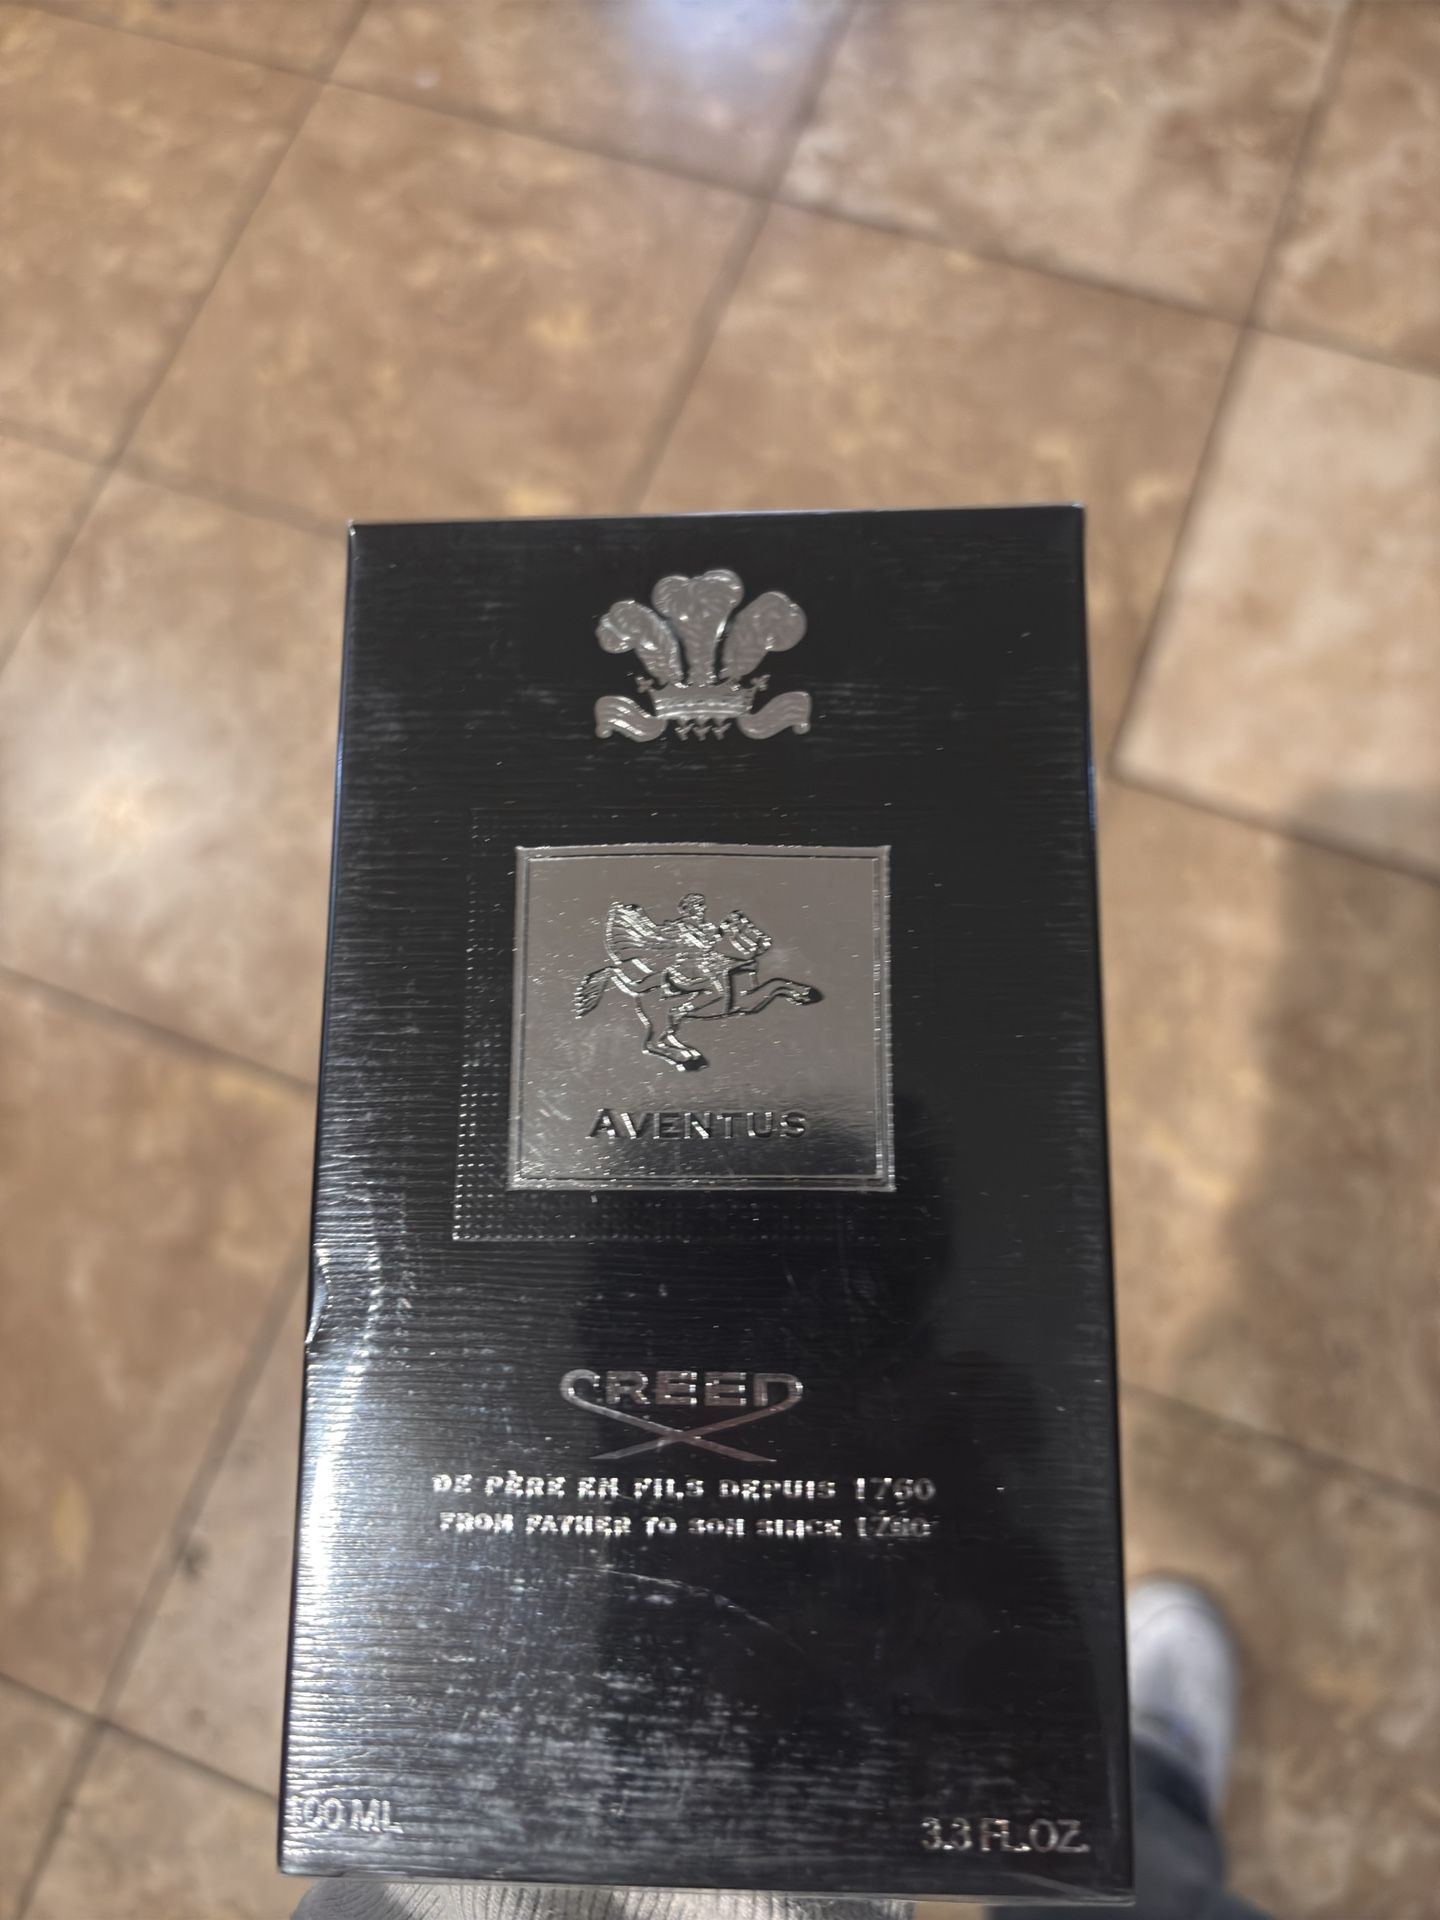 AVENTUS
CREED
DE PÈRE EN FILS DEPUIS 1760
FROM FATHER TO SON SINCE 1760
100 ML
3.3 FL.OZ.